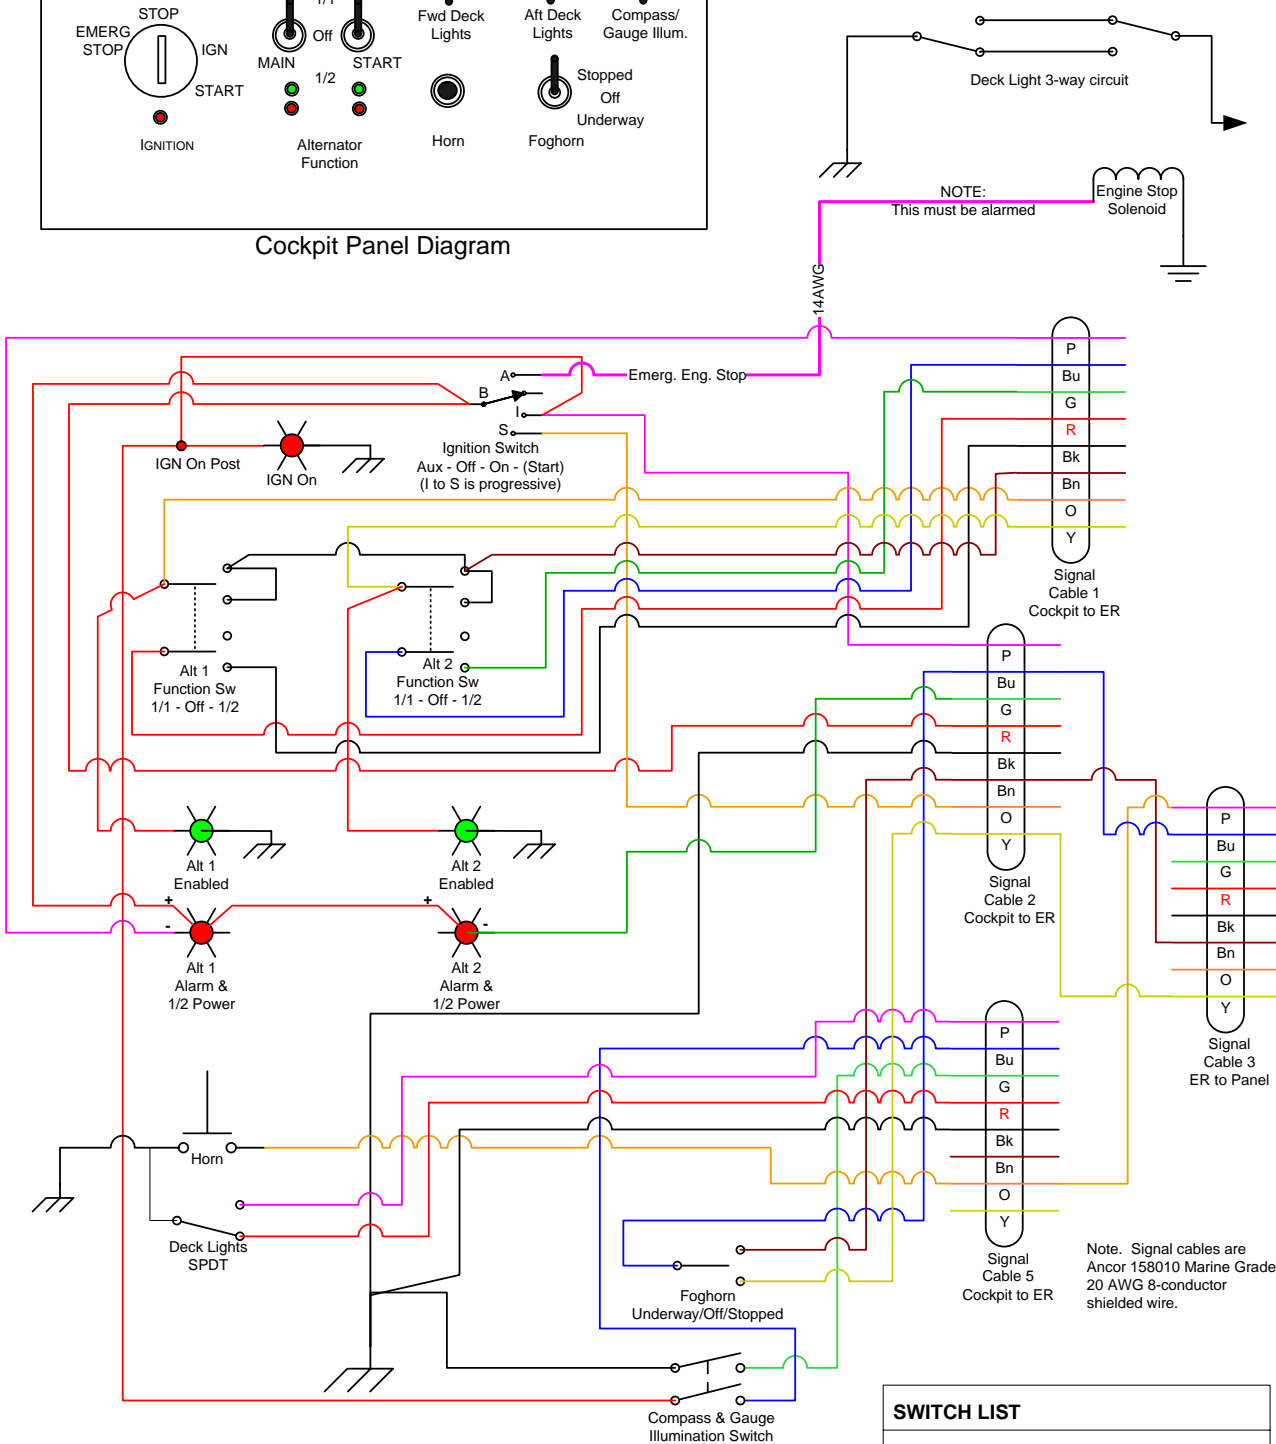 STOP
EMERG
STOP
IGN
START
IGNITION
1/1
Off
MAIN
START
1/2
Alternator
Function
Fwd Deck
Lights
Horn
Aft Deck
Lights
Compass/
Gauge Illum.
Stopped
Off
Underway
Foghorn
Cockpit Panel Diagram
Deck Light 3-way circuit
NOTE:
This must be alarmed
Engine Stop
Solenoid
14AWG
A
Emerg. Eng. Stop
B
I
S
Ignition Switch
Aux - Off - On - (Start)
(I to S is progressive)
IGN On Post
IGN On
P
Bu
G
R
Bk
Bn
O
Y
Signal
Cable 1
Cockpit to ER
Alt 1
Function Sw
1/1 - Off - 1/2
Alt 2
Function Sw
1/1 - Off - 1/2
P
Bu
G
R
Bk
Bn
O
Y
Signal
Cable 2
Cockpit to ER
Alt 1
Enabled
Alt 2
Enabled
+
-
Alt 1
Alarm &
1/2 Power
+
-
Alt 2
Alarm &
1/2 Power
P
Bu
G
R
Bk
Bn
O
Y
Signal
Cable 3
ER to Panel
P
Bu
G
R
Bk
Bn
O
Y
Signal
Cable 5
Cockpit to ER
Horn
Deck Lights
SPDT
Foghorn
Underway/Off/Stopped
Note. Signal cables are
Ancor 158010 Marine Grade
20 AWG 8-conductor
shielded wire.
Compass & Gauge
Illumination Switch
SWITCH LIST